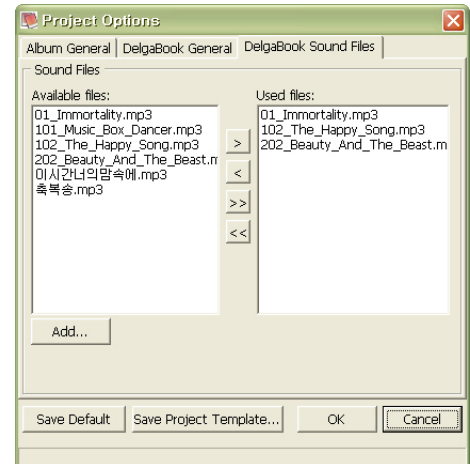 Project Options
Album General DelgaBook General DelgaBook Sound Files
Sound Files
Available files:
01_Immortality.mp3
101_Music_Box_Dancer.mp3
102_The_Happy_Song.mp3
202_Beauty_And_The_Beast.m
이시간너의맘속에.mp3
축복송.mp3
>
<
>>
<<
Used files:
01_Immortality.mp3
102_The_Happy_Song.mp3
202_Beauty_And_The_Beast.m
Add...
Save Default Save Project Template... OK Cancel